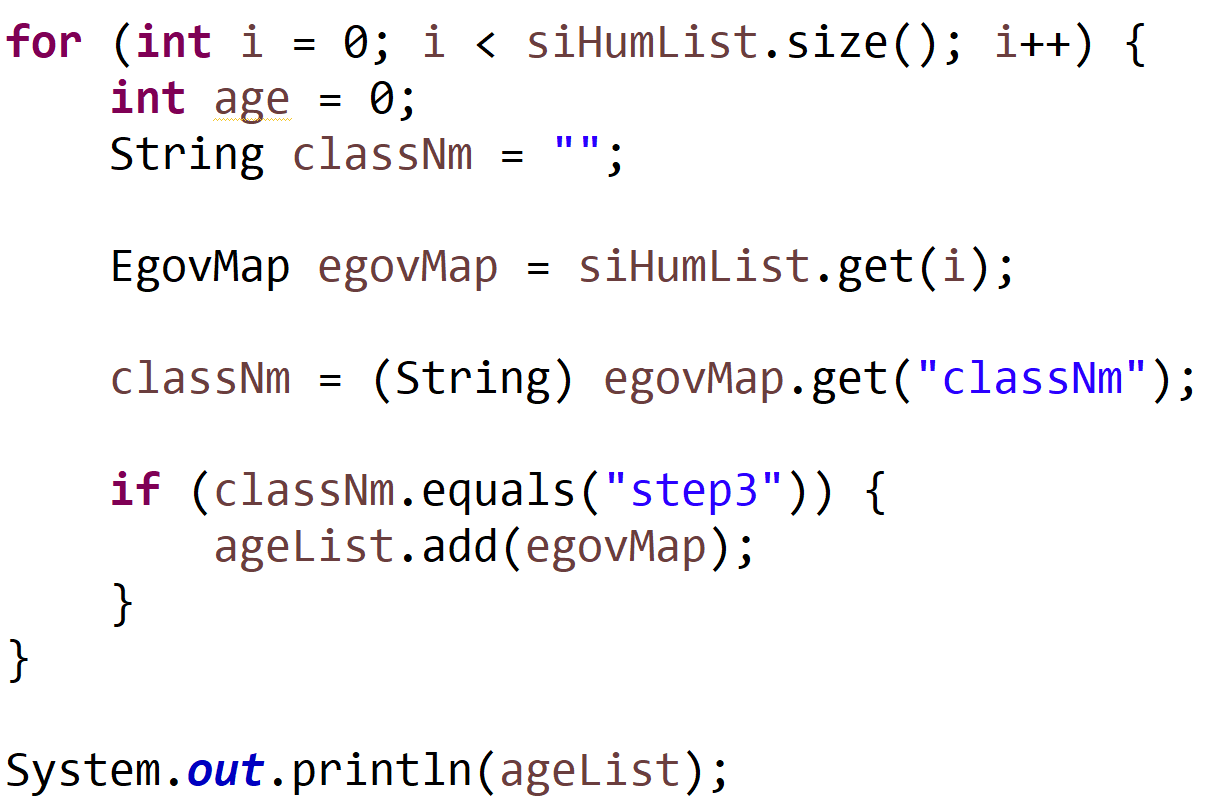 for (int i = 0; i < siHumList.size(); i++) {
    int age = 0;
    String classNm = "";

    EgovMap egovMap = siHumList.get(i);

    classNm = (String) egovMap.get("classNm");

    if (classNm.equals("step3")) {
        ageList.add(egovMap);
    }
}

System.out.println(ageList);